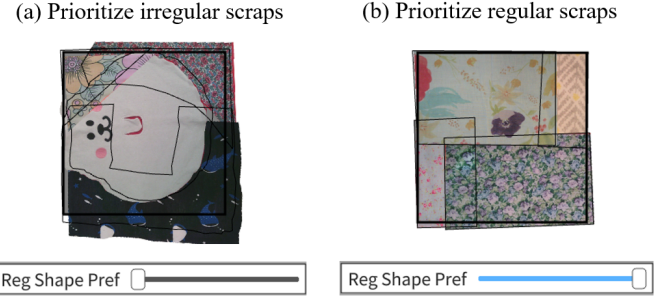 (a) Prioritize irregular scraps
(b) Prioritize regular scraps
Reg Shape Pref
Reg Shape Pref